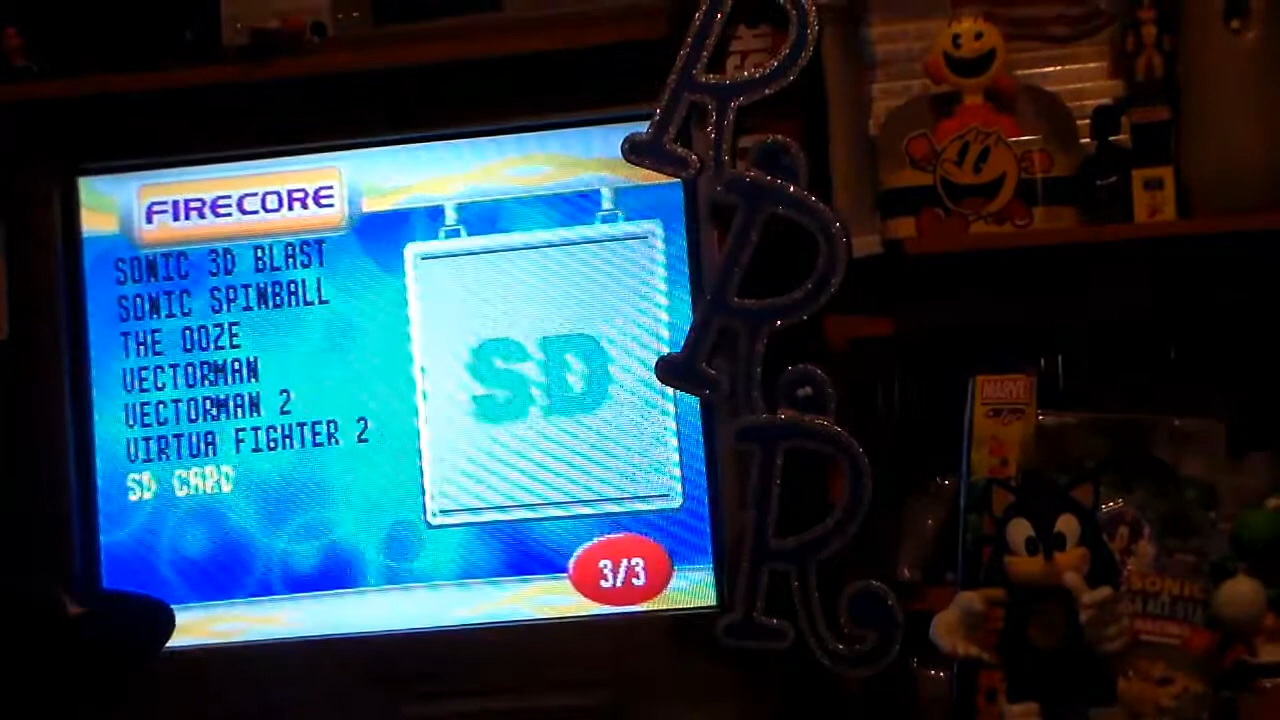 FIRECORE
SONIC 3D BLAST
SONIC SPINBALL
THE OOZE
VECTORMAN
VECTORMAN 2
VIRTUA FIGHTER 2
SD CARD
SD
3/3
R
R
R
MARVEL
SONIC